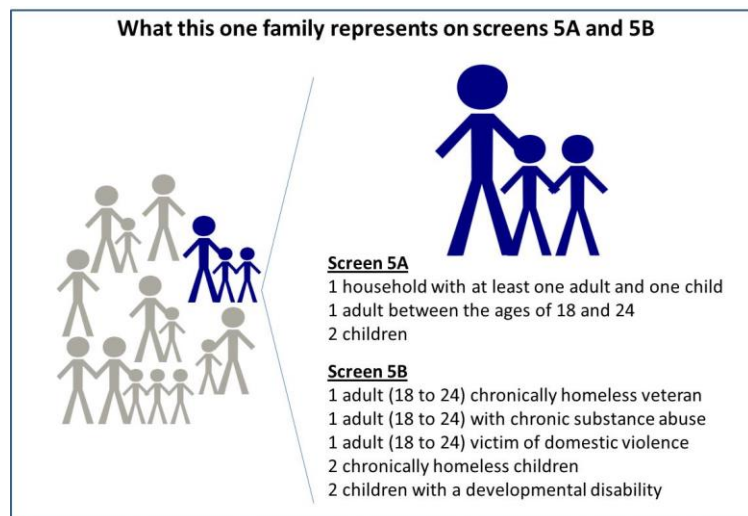 What this one family represents on screens 5A and 5B
Screen 5A
1 household with at least one adult and one child
1 adult between the ages of 18 and 24
2 children
Screen 5B
1 adult (18 to 24) chronically homeless veteran
1 adult (18 to 24) with chronic substance abuse
1 adult (18 to 24) victim of domestic violence
2 chronically homeless children
2 children with a developmental disability